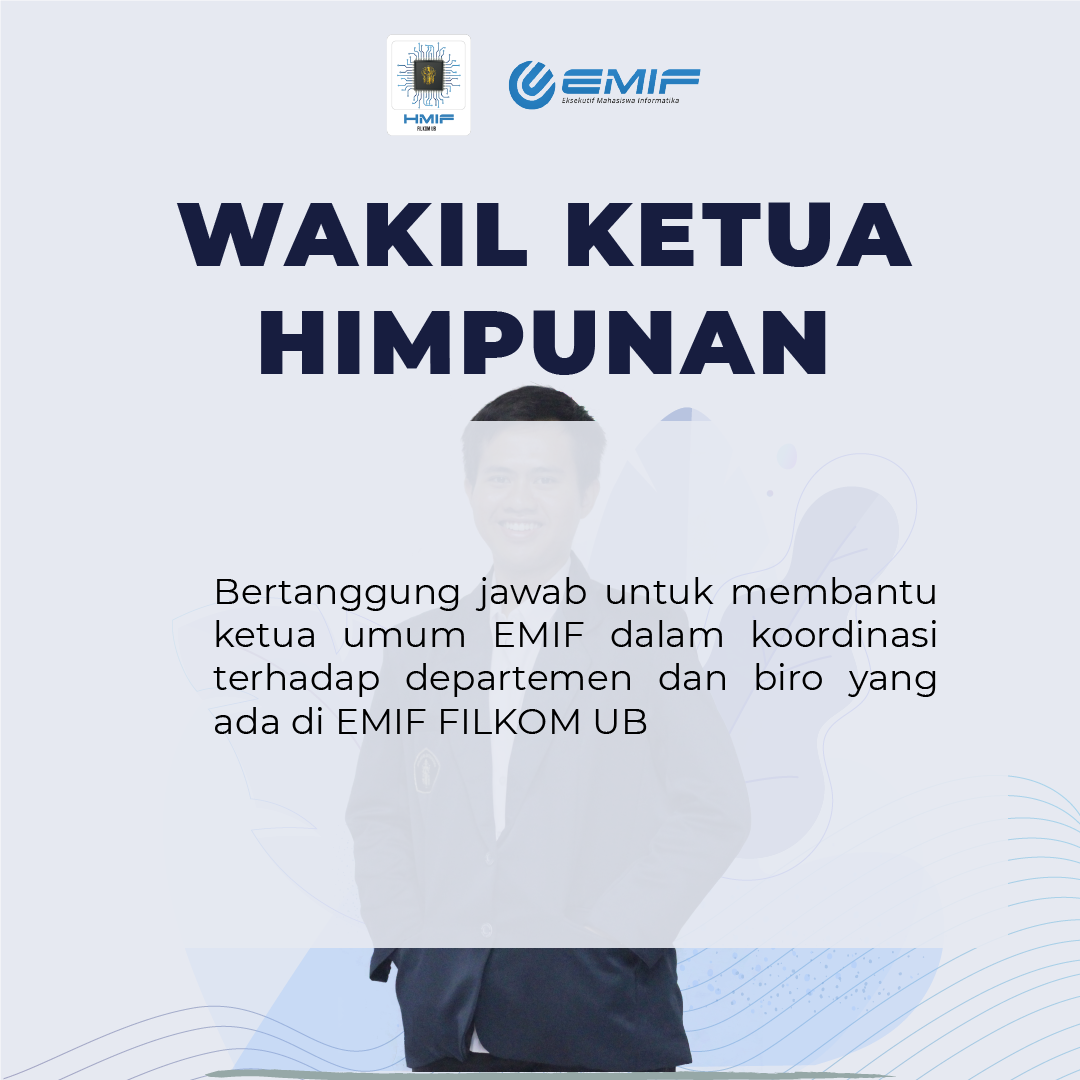 HMIF
FILKOM UB
EMIF
Eksekutif Mahasiswa Informatika
WAKIL KETUA
HIMPUNAN
Bertanggung jawab untuk membantu
ketua umum EMIF dalam koordinasi
terhadap departemen dan biro yang
ada di EMIF FILKOM UB